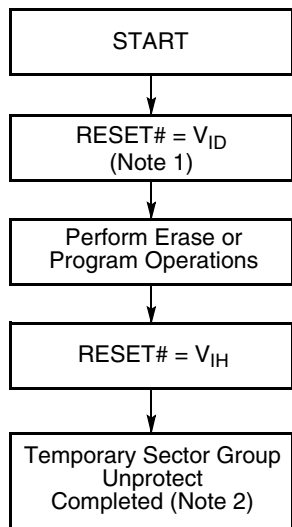 START
RESET# = VID
(Note 1)
Perform Erase or
Program Operations
RESET# = VIH
Temporary Sector Group
Unprotect
Completed (Note 2)